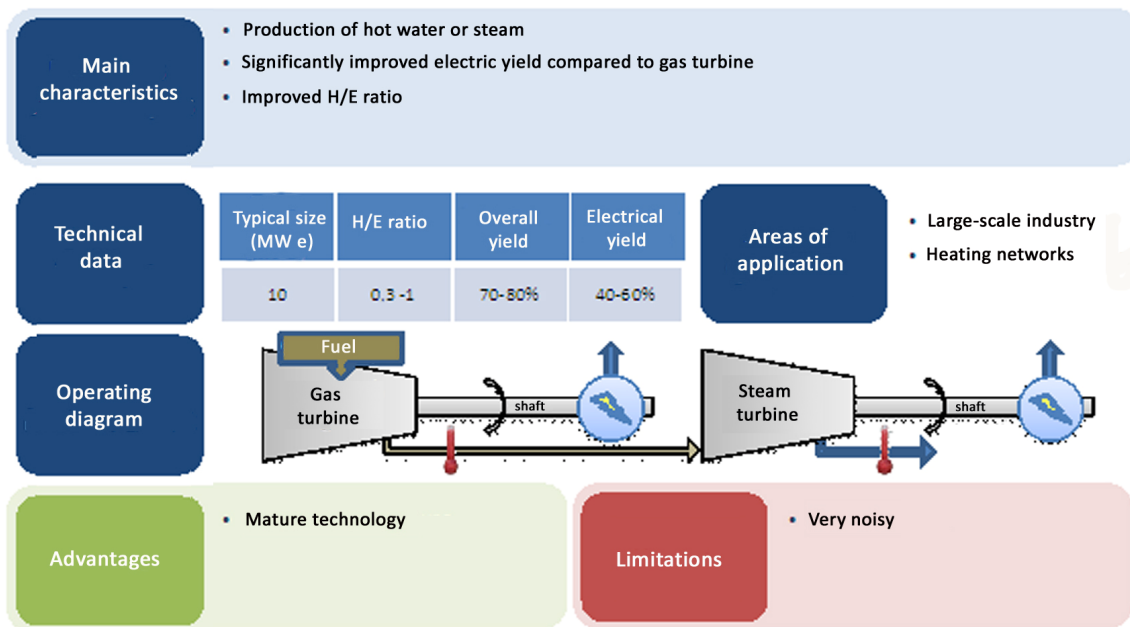 Main
characteristics
• Production of hot water or steam
• Significantly improved electric yield compared to gas turbine
• Improved H/E ratio
Technical
data
Typical size
(MW e)
H/E ratio
Overall
yield
Electrical
yield
10
0,3 -1
70-80%
40-60%
Areas of
application
• Large-scale industry
• Heating networks
Operating
diagram
Fuel
Gas
turbine
shaft
Steam
turbine
shaft
Advantages
• Mature technology
Limitations
• Very noisy